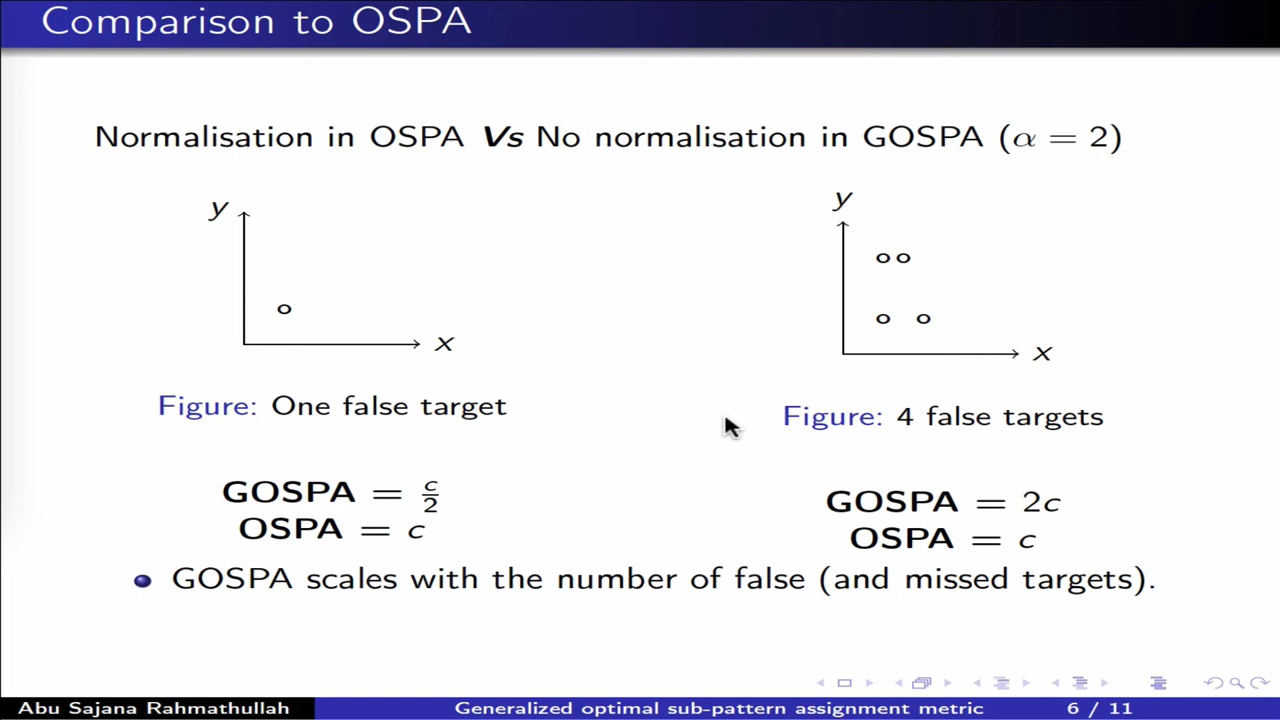 Comparison to OSPA
Normalisation in OSPA Vs No normalisation in GOSPA (α = 2)
y
x
Figure: One false target
GOSPA = c/2
OSPA = c
y
x
Figure: 4 false targets
GOSPA = 2c
OSPA = c
GOSPA scales with the number of false (and missed targets).
Abu Sajana Rahmathullah Generalized optimal sub-pattern assignment metric 6 / 11